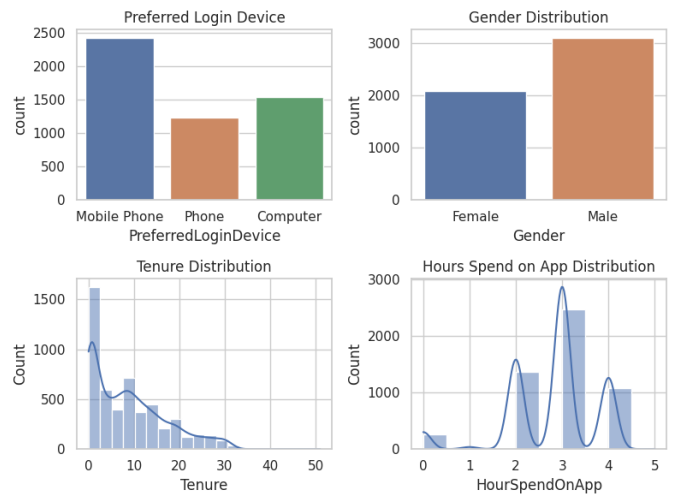 Preferred Login Device
2500
2000
1500
1000
500
0
count
Mobile Phone Phone Computer
PreferredLoginDevice
Gender Distribution
3000
2000
1000
0
count
Female Male
Gender
Tenure Distribution
1500
1000
500
0
Count
0 10 20 30 40 50
Tenure
Hours Spend on App Distribution
3000
2000
1000
0
Count
0 1 2 3 4 5
HourSpendOnApp